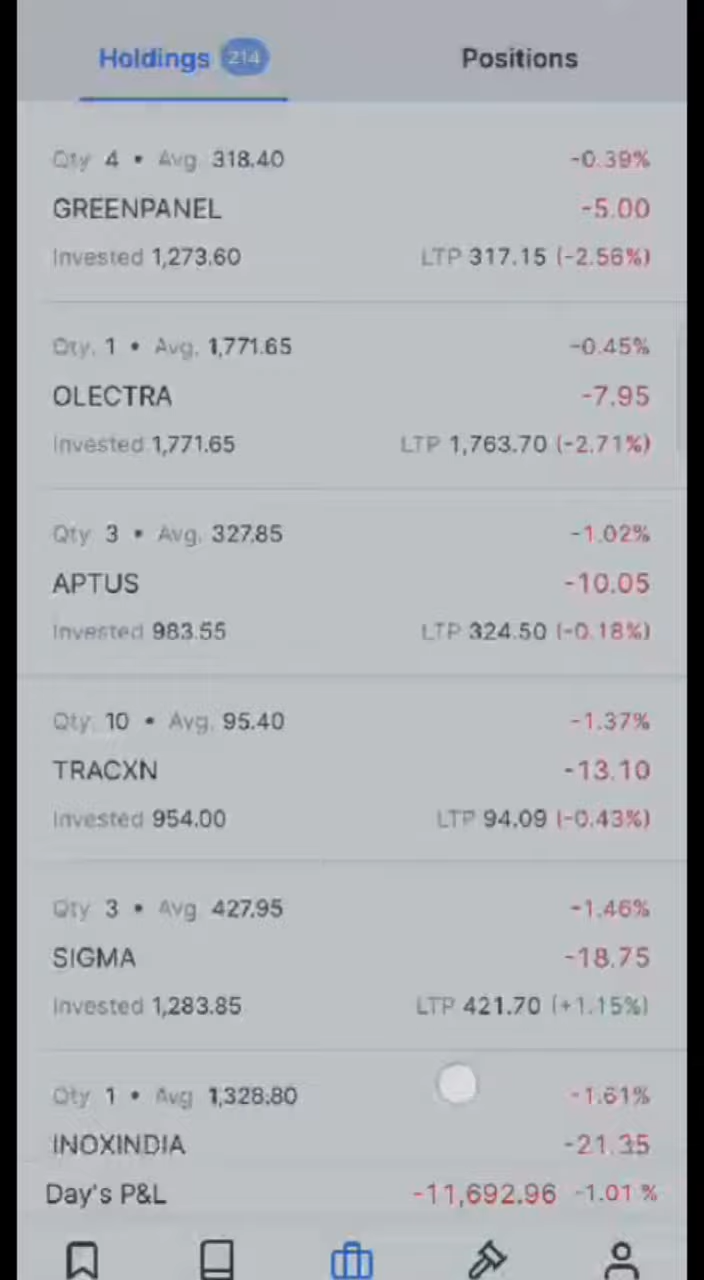 Holdings 214 Positions
Qty 4 • Avg. 318.40 -0.39%
GREENPANEL -5.00
Invested 1,273.60 LTP 317.15 (-2.56%)
Qty. 1 • Avg. 1,771.65 -0.45%
OLECTRA -7.95
Invested 1,771.65 LTP 1,763.70 (-2.71%)
Qty 3 • Avg. 327.85 -1.02%
APTUS -10.05
Invested 983.55 LTP 324.50 (-0.18%)
Qty. 10 • Avg. 95.40 -1.37%
TRACXN -13.10
Invested 954.00 LTP 94.09 (-0.43%)
Qty 3 • Avg 427.95 -1.46%
SIGMA -18.75
Invested 1,283.85 LTP 421.70 (+1.15%)
Qty 1 • Avg 1,328.80 -1.61%
INOXINDIA -21.35
Day's P&L -11,692.96 -1.01 %